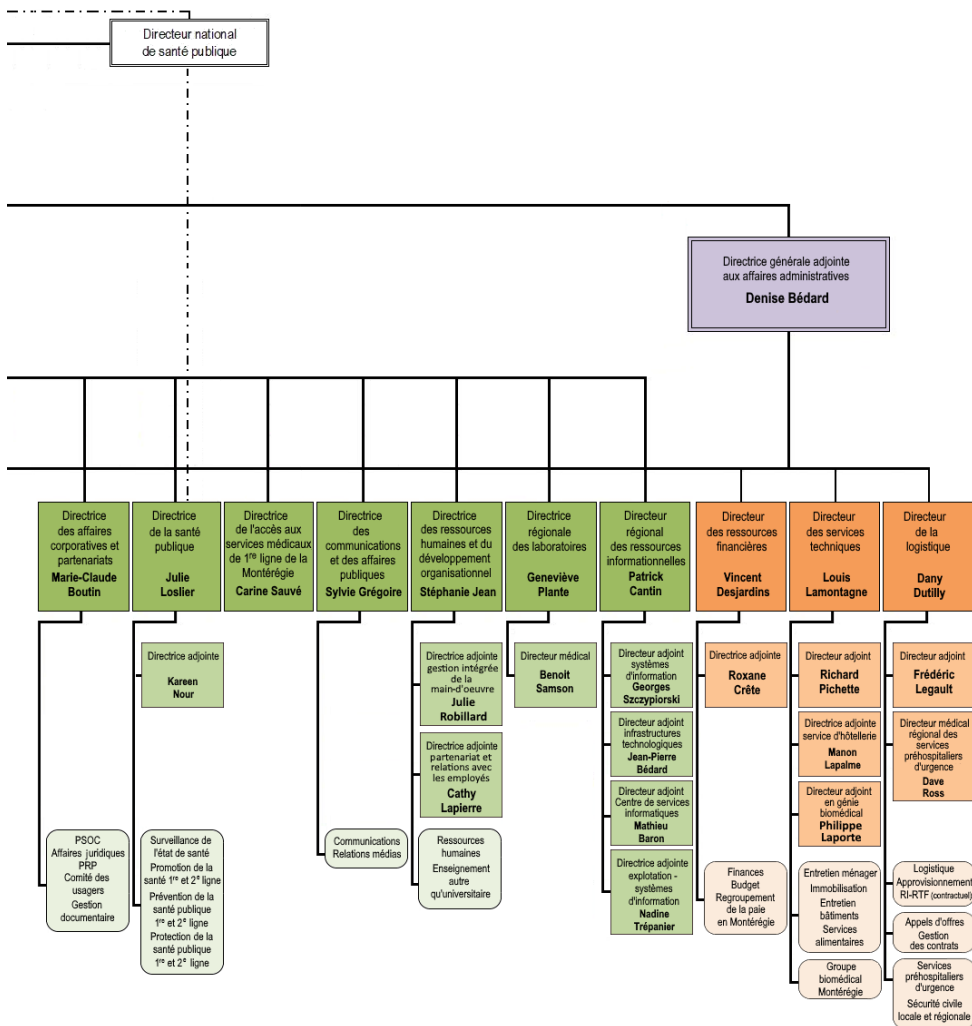 Directeur national
de santé publique
Directrice générale adjointe
aux affaires administratives
Denise Bédard
Directrice
des affaires
corporatives et
partenariats
Marie-Claude
Boutin
Directrice
de la santé
publique
Julie
Loslier
Directrice
de l'accès aux
services médicaux
de 1re ligne de la
Montérégie
Carine Sauvé
Directrice
des
communications
et des affaires
publiques
Sylvie Grégoire
Directrice
des ressources
humaines et du
développement
organisationnel
Stéphanie Jean
Directrice
régionale
des laboratoires
Geneviève
Plante
Directeur
régional
des ressources
informationnelles
Patrick
Cantin
Directeur
des ressources
financières
Vincent
Desjardins
Directeur
des services
techniques
Louis
Lamontagne
Directeur
de la
logistique
Dany
Dutilly
Directrice adjointe
Kareen
Nour
Directrice adjointe
gestion intégrée
de la
main-d'oeuvre
Julie
Robillard
Directrice adjointe
partenariat et
relations avec
les employés
Cathy
Lapierre
Directeur médical
Benoit
Samson
Directeur adjoint
systèmes
d'information
Georges
Szczypiorski
Directeur adjoint
infrastructures
technologiques
Jean-Pierre
Bédard
Directeur adjoint
Centre de services
informatiques
Mathieu
Baron
Directrice adjointe
explotation -
systèmes
d'information
Nadine
Trépanier
Directrice adjointe
Roxane
Crête
Directeur adjoint
Richard
Pichette
Directrice adjointe
service d'hôtellerie
Manon
Lapalme
Directeur adjoint
en génie
biomédical
Philippe
Laporte
Directeur adjoint
Frédéric
Legault
Directeur médical
régional des
services
préhospitaliers
d'urgence
Dave
Ross
PSOC
Affaires juridiques
PRP
Comité des
usagers
Gestion
documentaire
Surveillance de
l'état de santé
Promotion de la
santé 1re et 2e ligne
Prévention de la
santé publique
1re et 2e ligne
Protection de la
santé publique
1re et 2e ligne
Communications
Relations médias
Ressources
humaines
Enseignement
autre
qu'universitaire
Finances
Budget
Regroupement
de la paie
en Montérégie
Entretien ménager
Immobilisation
Entretien
bâtiments
Services
alimentaires
Groupe
biomédical
Montérégie
Logistique
Approvisionnement
RI-RTF (contractuel)
Appels d'offres
Gestion
des contrats
Services
préhospitaliers
d'urgence
Sécurité civile
locale et régionale